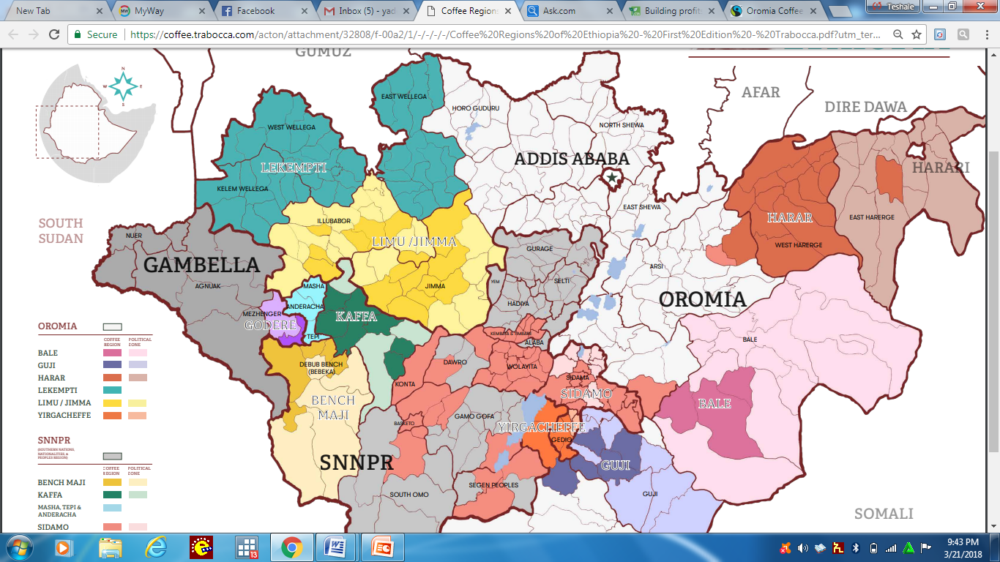 New Tab
MyWay
Facebook
Inbox (5) - yad
Coffee Region
Ask.com
Building profit
Oromia Coffee
Teshale
Secure
https://coffee.trabocca.com/acton/attachment/32808/f-00a2/1/-/-/-/-/Coffee%20Regions%20of%20Ethiopia%20-%20First%20Edition%20-%20Trabocca.pdf?utm_ter...
GUMUZ
N
W
E
S
EAST WELLEGA
HORO GUDURU
AFAR
DIRE DAWA
WEST WELLEGA
NORTH SHEWA
ADDIS ABABA
LEKEMPTI
HARARI
KELEM WELLEGA
EAST SHEWA
SOUTH
SUDAN
ILLUBABOR
HARAR
EAST HARERGE
NUER
LIMU /JIMMA
WEST HARERGE
GURAGE
GAMBELLA
ARSI
AGNUAK
MASHA
JIMMA
YEM
SELTI
OROMIA
ANDERACHA
HADIYA
MEZHENGER
KAFFA
GODERE
TEPI
KEMBATA & TIMBARE
ALABA
BALE
DEBUB BENCH
(BEBEKA)
DAWRO
WOLAYITA
SIDAMA
KONTA
SIDAMO
BENCH
MAJI
BALE
BASKETO
GAMO GOFA
YIRGACHEFFE
GEDIO
SNNPR
GUJI
SEGEN PEOPLES
SOUTH OMO
GUJI
SOMALI
OROMIA
COFFEE
REGION
POLITICAL
ZONE
BALE
GUJI
HARAR
LEKEMPTI
LIMU / JIMMA
YIRGACHEFFE
SNNPR
(SOUTHERN NATIONS,
NATIONALITIES, &
PEOPLES REGION)
COFFEE
REGION
POLITICAL
ZONE
BENCH MAJI
KAFFA
MASHA, TEPI &
ANDERACHA
SIDAMO
13
9:43 PM
3/21/2018